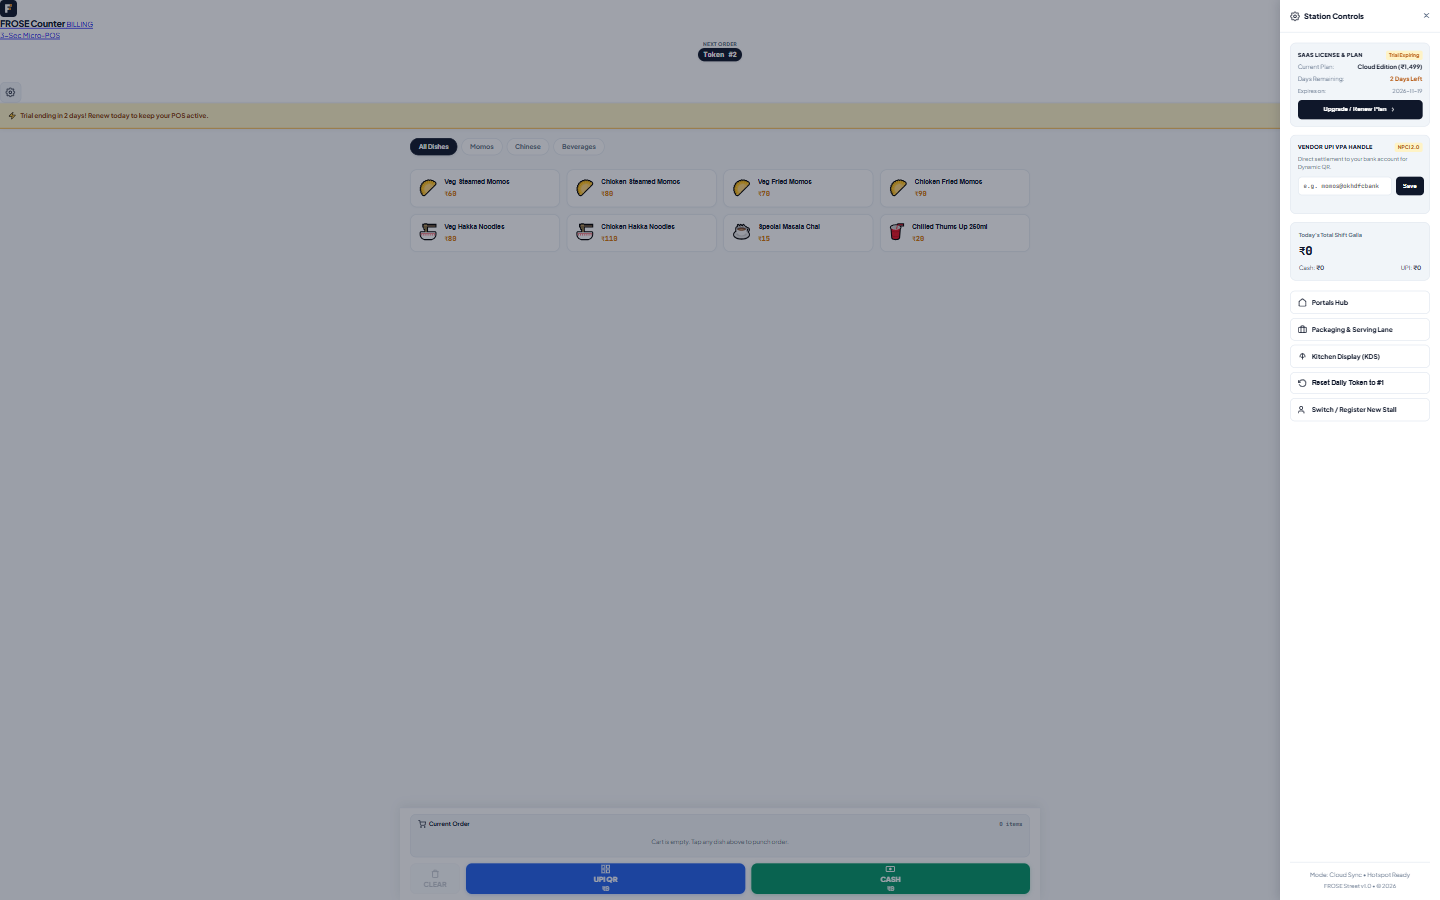 F
FROSE Counter BILLING
3-Sec Micro-POS
NEXT ORDER
Token #2
Trial ending in 2 days! Renew today to keep your POS active.
All Dishes
Momos
Chinese
Beverages
Veg Steamed Momos
₹60
Chicken Steamed Momos
₹80
Veg Fried Momos
₹70
Chicken Fried Momos
₹90
Veg Hakka Noodles
₹80
Chicken Hakka Noodles
₹110
Special Masala Chai
₹15
Chilled Thums Up 250ml
₹20
Current Order
0 items
Cart is empty. Tap any dish above to punch order.
CLEAR
UPI QR
₹0
CASH
₹0
Station Controls
SAAS LICENSE & PLAN
Trial Expiring
Current Plan:
Cloud Edition (₹1,499)
Days Remaining:
2 Days Left
Expires on:
2026-11-19
Upgrade / Renew Plan
VENDOR UPI VPA HANDLE
NPCI 2.0
Direct settlement to your bank account for
Dynamic QR.
e.g. momos@okhdfcbank
Save
Today's Total Shift Galla
₹0
Cash: ₹0
UPI: ₹0
Portals Hub
Packaging & Serving Lane
Kitchen Display (KDS)
Reset Daily Token to #1
Switch / Register New Stall
Mode: Cloud Sync • Hotspot Ready
FROSE Street v1.0 • © 2026